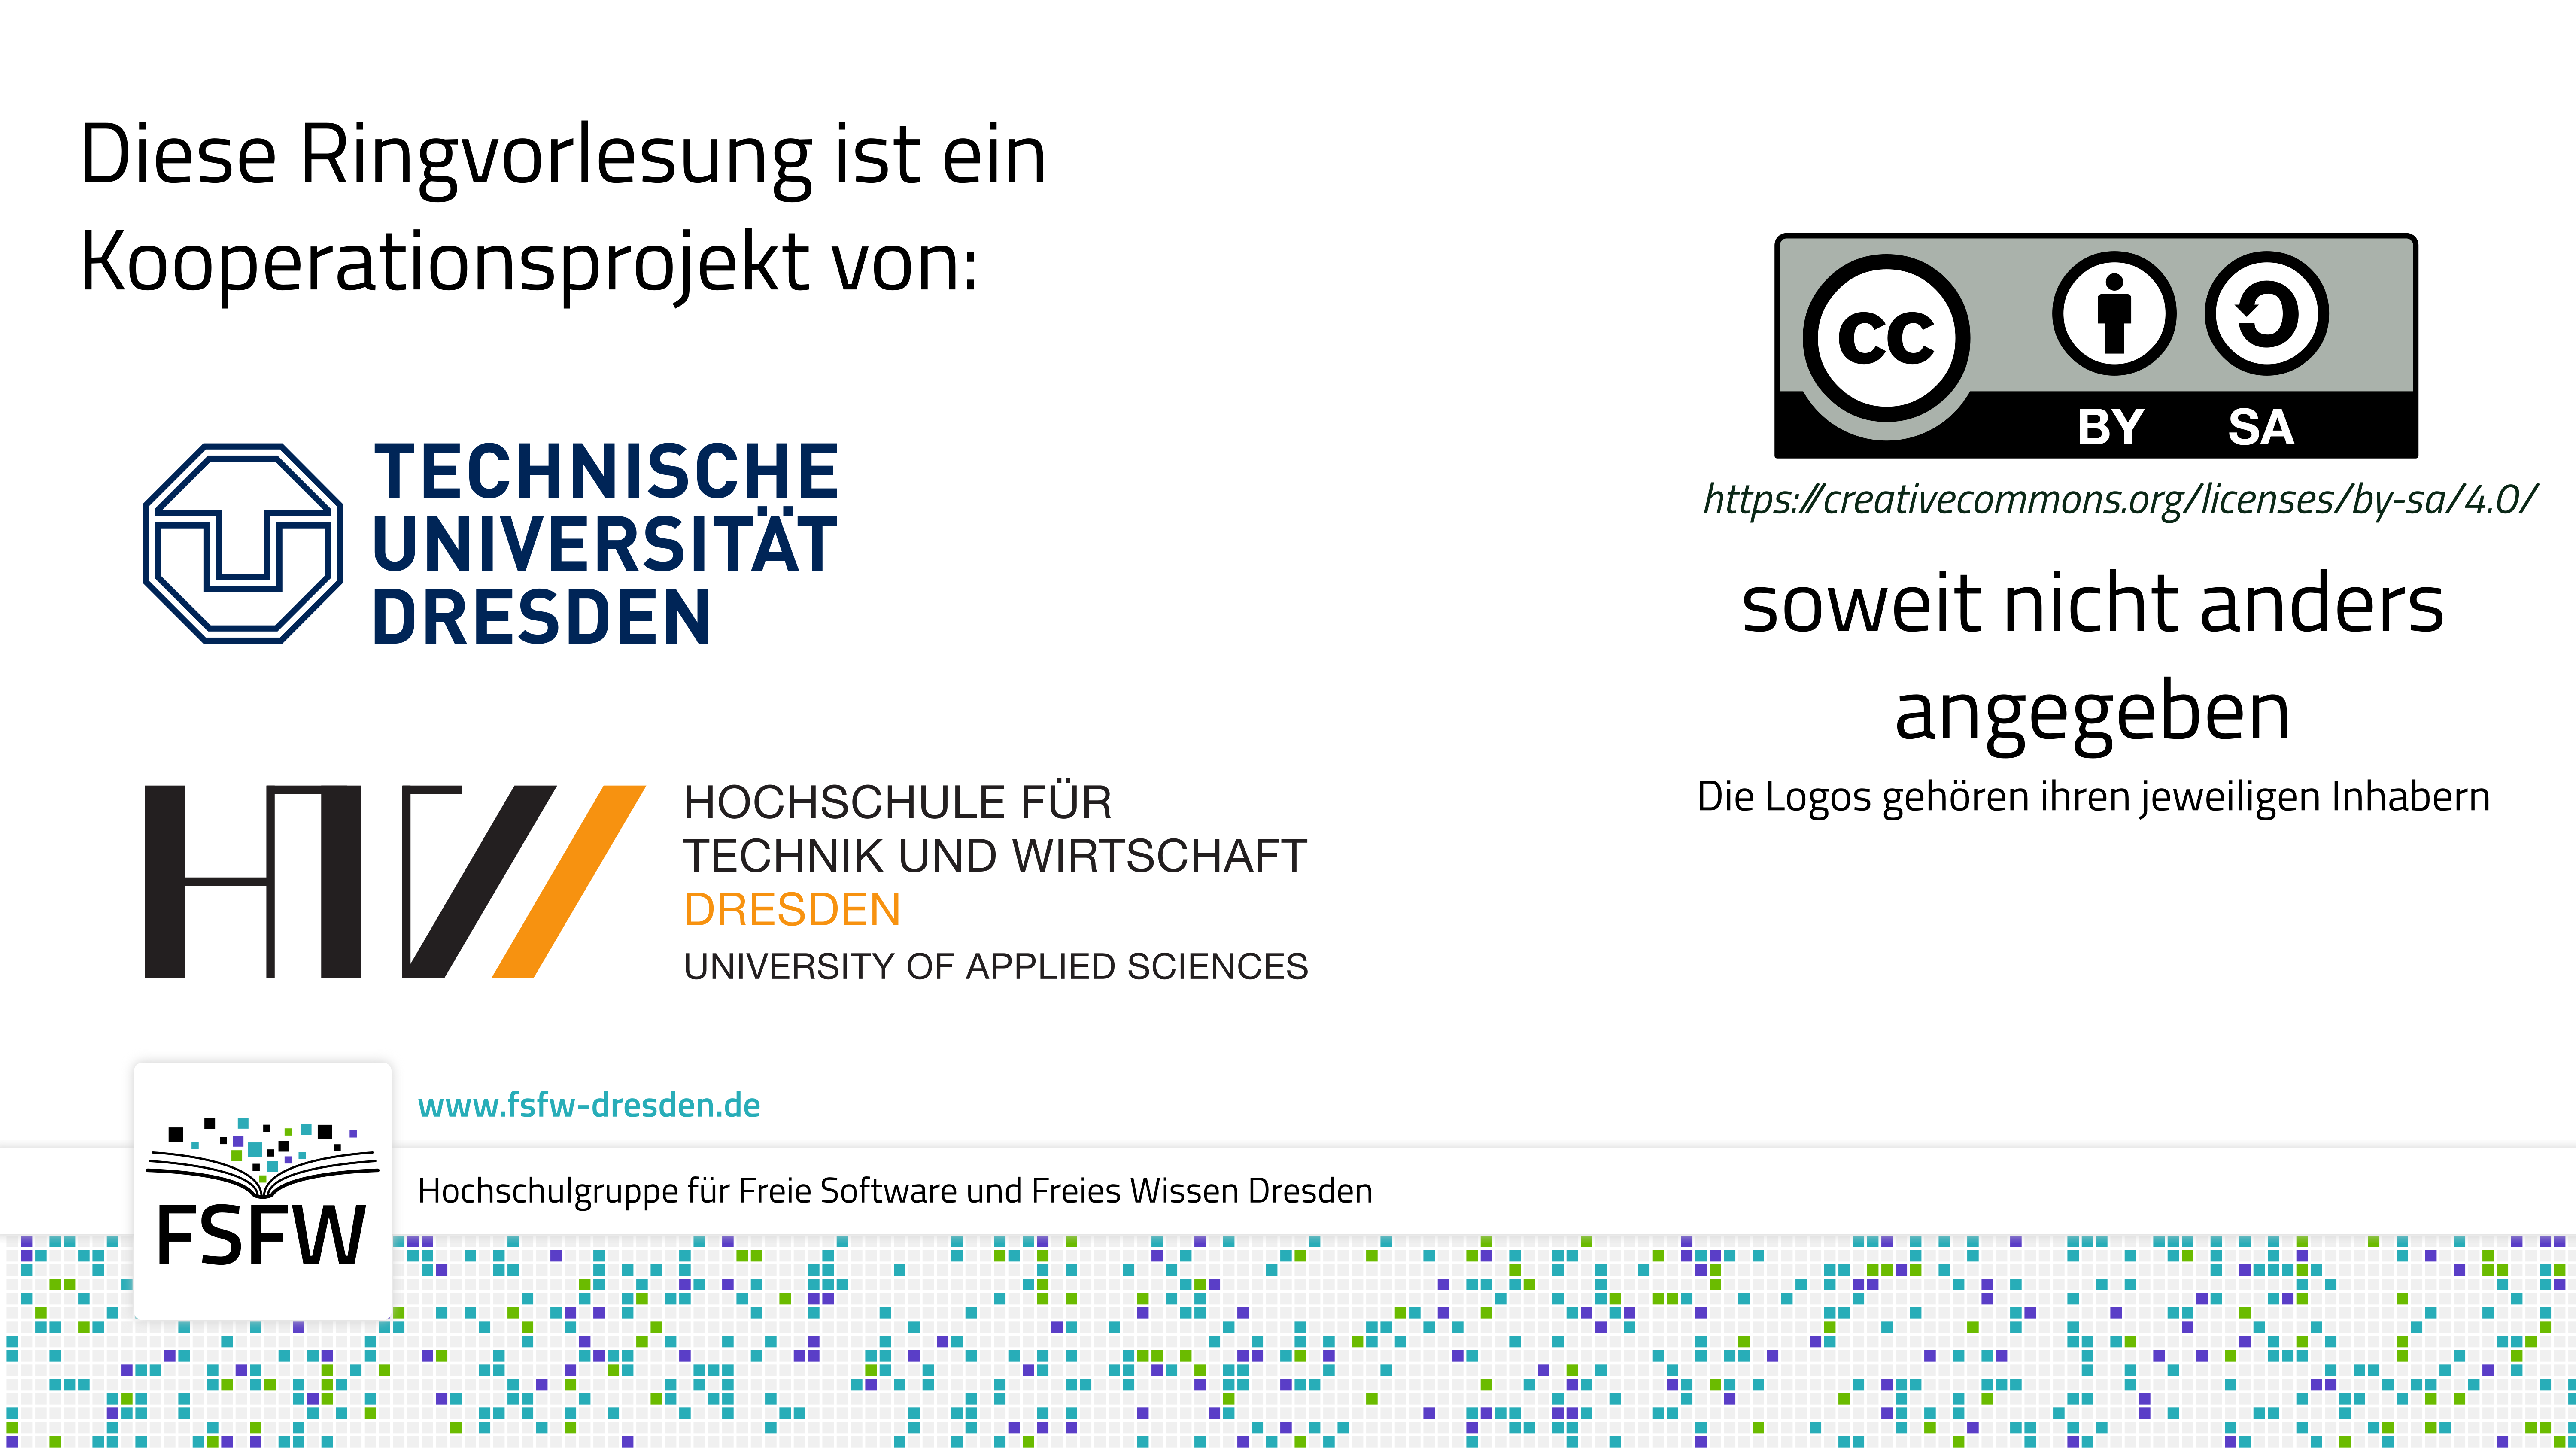 Diese Ringvorlesung ist ein
Kooperationsprojekt von:
TECHNISCHE
UNIVERSITÄT
DRESDEN
HTW
HOCHSCHULE FÜR
TECHNIK UND WIRTSCHAFT
DRESDEN
UNIVERSITY OF APPLIED SCIENCES
www.fsfw-dresden.de
FSFW
Hochschulgruppe für Freie Software und Freies Wissen Dresden
cc
BY SA
https://creativecommons.org/licenses/by-sa/4.0/
soweit nicht anders
angegeben
Die Logos gehören ihren jeweiligen Inhabern